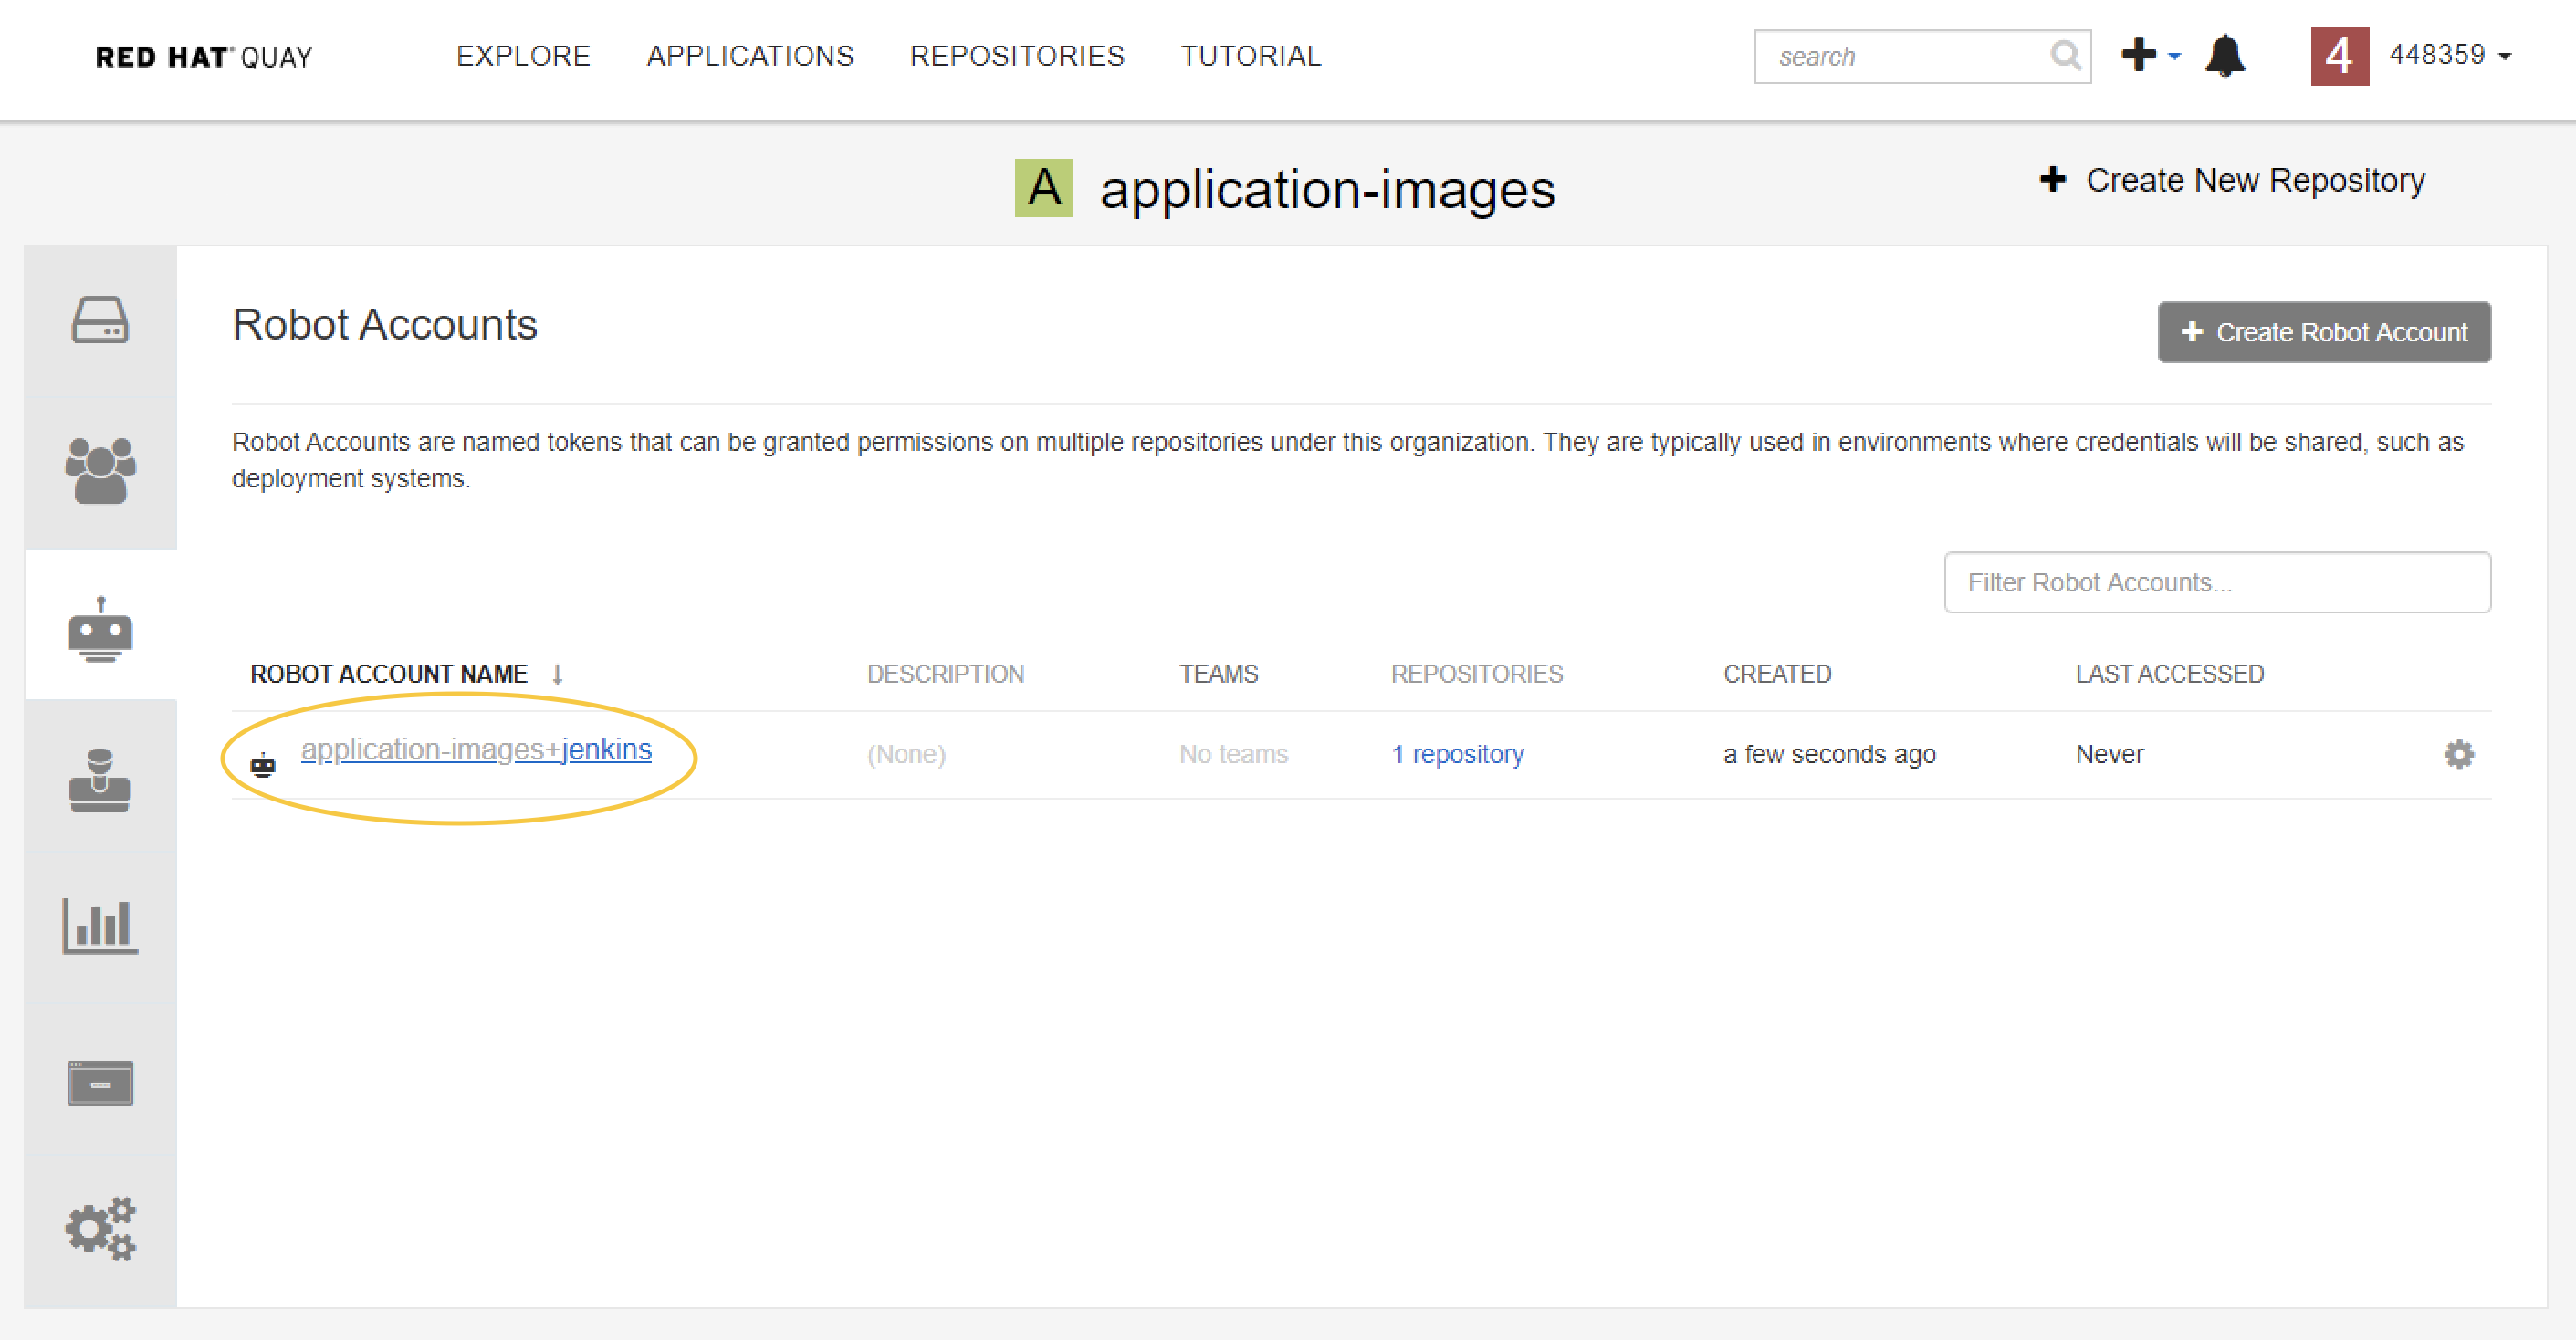 RED HAT QUAY EXPLORE APPLICATIONS REPOSITORIES TUTORIAL search 4 448359
A application-images + Create New Repository
Robot Accounts + Create Robot Account
Robot Accounts are named tokens that can be granted permissions on multiple repositories under this organization. They are typically used in environments where credentials will be shared, such as
deployment systems.
Filter Robot Accounts...
ROBOT ACCOUNT NAME ↓ DESCRIPTION TEAMS REPOSITORIES CREATED LAST ACCESSED
application-images+jenkins (None) No teams 1 repository a few seconds ago Never